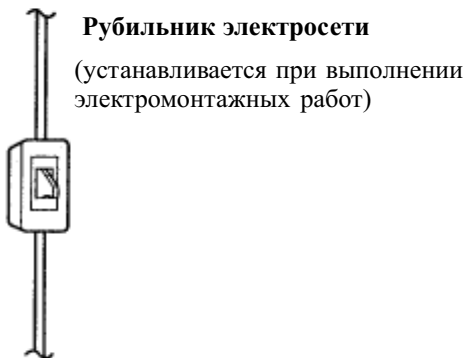 Рубильник электросети
(устанавливается при выполнении
электромонтажных работ)